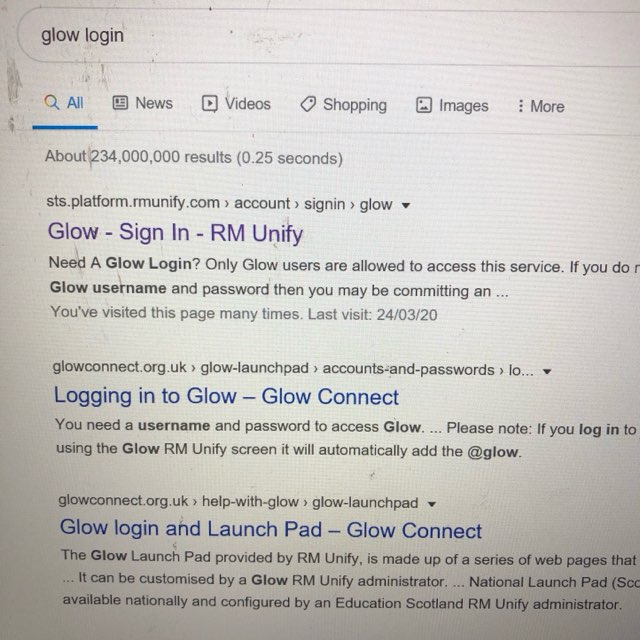 glow login
All News Videos Shopping Images More
About 234,000,000 results (0.25 seconds)
sts.platform.rmunify.com › account › signin › glow
Glow - Sign In - RM Unify
Need A Glow Login? Only Glow users are allowed to access this service. If you do
Glow username and password then you may be committing an ...
You've visited this page many times. Last visit: 24/03/20
glowconnect.org.uk › glow-launchpad › accounts-and-passwords › lo...
Logging in to Glow – Glow Connect
You need a username and password to access Glow. ... Please note: If you log in to
using the Glow RM Unify screen it will automatically add the @glow.
glowconnect.org.uk › help-with-glow › glow-launchpad
Glow login and Launch Pad – Glow Connect
The Glow Launch Pad provided by RM Unify, is made up of a series of web pages that
... It can be customised by a Glow RM Unify administrator. ... National Launch Pad (Sco
available nationally and configured by an Education Scotland RM Unify administrator.